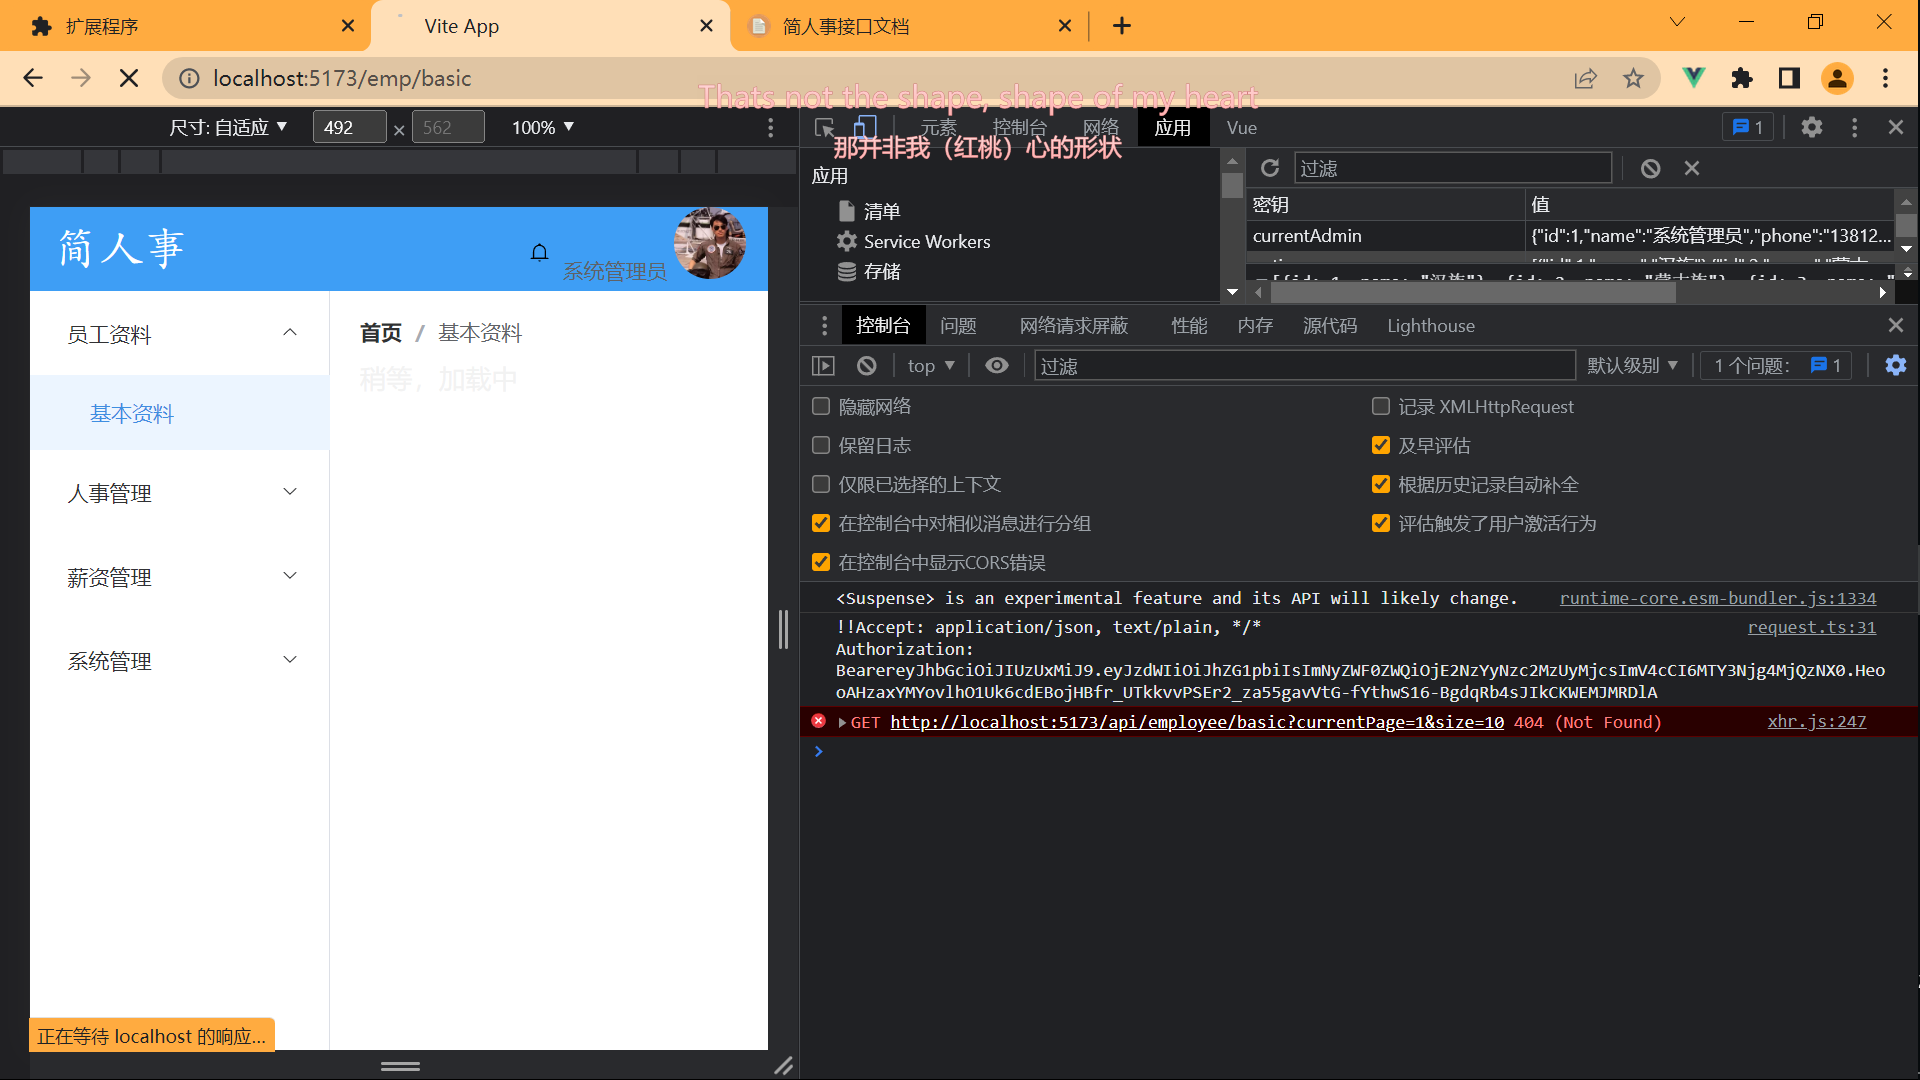 扩展程序
Vite App
简人事接口文档
localhost:5173/emp/basic
Thats not the shape, shape of my heart
那并非我（红桃）心的形状
尺寸: 自适应
492 × 562
100%
元素 控制台 网络 应用 Vue
1
应用
清单
Service Workers
存储
过滤
密钥 值
currentAdmin {"id":1,"name":"系统管理员","phone":"13812...
简人事
系统管理员
员工资料
基本资料
人事管理
薪资管理
系统管理
首页 / 基本资料
稍等，加载中
正在等待 localhost 的响应...
控制台 问题 网络请求屏蔽 性能 内存 源代码 Lighthouse
top
过滤
默认级别
1 个问题: 1
隐藏网络
记录 XMLHttpRequest
保留日志
及早评估
仅限已选择的上下文
根据历史记录自动补全
在控制台中对相似消息进行分组
评估触发了用户激活行为
在控制台中显示CORS错误
<Suspense> is an experimental feature and its API will likely change. runtime-core.esm-bundler.js:1334
!!Accept: application/json, text/plain, */* request.ts:31
Authorization:
BearereyJhbGciOiJIUzUxMiJ9.eyJzdWIiOiJhZG1pbiIsImNyZWF0ZWQiOjE2NzYyNzc2MzUyMjcsImV4cCI6MTY3Njg4MjQzNX0.Heo
oAHzaxYMYovlhO1Uk6cdEBojHBfr_UTkkvvPSEr2_za55gavVtG-fYthwS16-BgdqRb4sJIkCKWEMJMRDlA
GET http://localhost:5173/api/employee/basic?currentPage=1&size=10 404 (Not Found) xhr.js:247